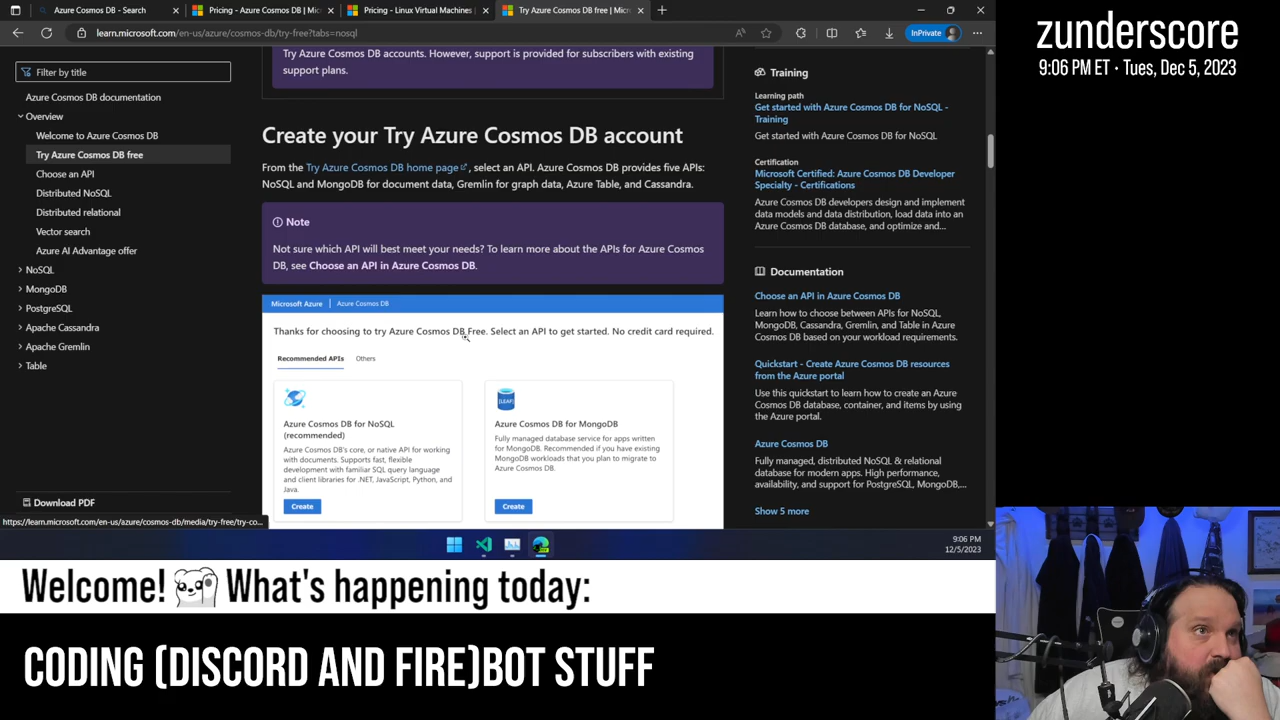 Azure Cosmos DB - Search
Pricing - Azure Cosmos DB | Mi
Pricing - Linux Virtual Machines |
Try Azure Cosmos DB free | Micr
learn.microsoft.com/en-us/azure/cosmos-db/try-free?tabs=nosql
InPrivate
zunderscore
9:06 PM ET • Tues, Dec 5, 2023
Filter by title
Azure Cosmos DB documentation
Overview
Welcome to Azure Cosmos DB
Try Azure Cosmos DB free
Choose an API
Distributed NoSQL
Distributed relational
Vector search
Azure AI Advantage offer
NoSQL
MongoDB
PostgreSQL
Apache Cassandra
Apache Gremlin
Table
Download PDF
https://learn.microsoft.com/en-us/azure/cosmos-db/media/try-free/try-co...
Try Azure Cosmos DB accounts. However, support is provided for subscribers with existing
support plans.
Create your Try Azure Cosmos DB account
From the Try Azure Cosmos DB home page, select an API. Azure Cosmos DB provides five APIs:
NoSQL and MongoDB for document data, Gremlin for graph data, Azure Table, and Cassandra.
Note
Not sure which API will best meet your needs? To learn more about the APIs for Azure Cosmos
DB, see Choose an API in Azure Cosmos DB.
Microsoft Azure | Azure Cosmos DB
Thanks for choosing to try Azure Cosmos DB Free. Select an API to get started. No credit card required.
Recommended APIs Others
Azure Cosmos DB for NoSQL
(recommended)
Azure Cosmos DB's core, or native API for working
with documents. Supports fast, flexible
development with familiar SQL query language
and client libraries for .NET, JavaScript, Python, and
Java.
Create
Azure Cosmos DB for MongoDB
Fully managed database service for apps written
for MongoDB. Recommended if you have existing
MongoDB workloads that you plan to migrate to
Azure Cosmos DB.
Create
Training
Learning path
Get started with Azure Cosmos DB for NoSQL -
Training
Get started with Azure Cosmos DB for NoSQL
Certification
Microsoft Certified: Azure Cosmos DB Developer
Specialty - Certifications
Azure Cosmos DB developers design and implement
data models and data distribution, load data into an
Azure Cosmos DB database, and optimize and...
Documentation
Choose an API in Azure Cosmos DB
Learn how to choose between APIs for NoSQL,
MongoDB, Cassandra, Gremlin, and Table in Azure
Cosmos DB based on your workload requirements.
Quickstart - Create Azure Cosmos DB resources
from the Azure portal
Use this quickstart to learn how to create an Azure
Cosmos DB database, container, and items by using
the Azure portal.
Azure Cosmos DB
Fully managed, distributed NoSQL & relational
database for modern apps. High performance,
availability, and support for PostgreSQL, MongoDB,...
Show 5 more
9:06 PM
12/5/2023
Welcome! What's happening today:
CODING (DISCORD AND FIRE)BOT STUFF